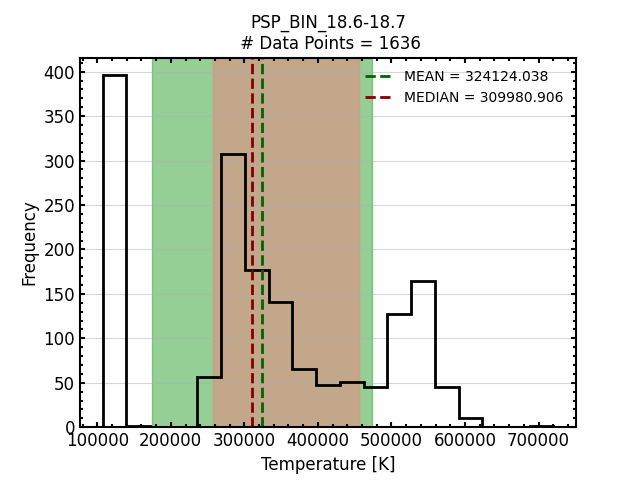 PSP_BIN_18.6-18.7
# Data Points = 1636
MEAN = 324124.038
MEDIAN = 309980.906
Frequency
400
350
300
250
200
150
100
50
0
100000 200000 300000 400000 500000 600000 700000
Temperature [K]